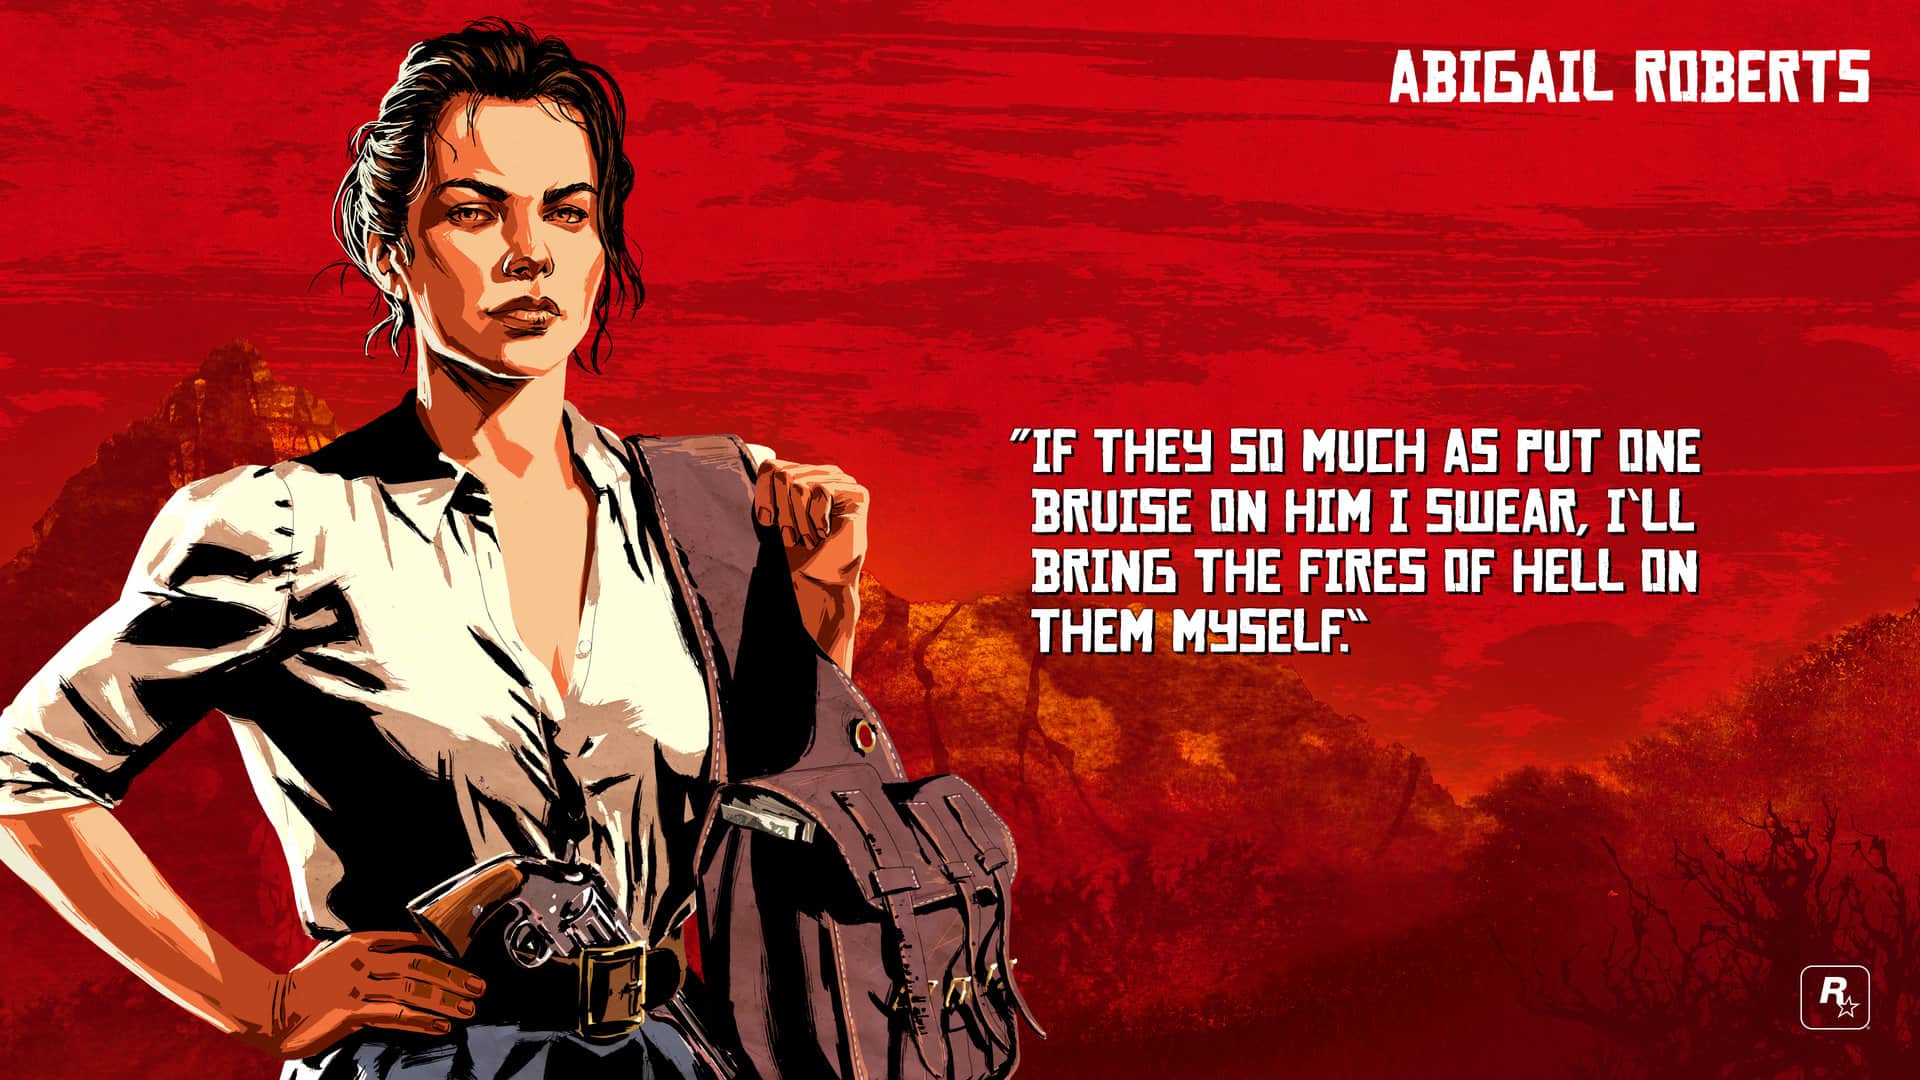 ABIGAIL ROBERTS
"IF THEY SO MUCH AS PUT ONE
BRUISE ON HIM I SWEAR, I'LL
BRING THE FIRES OF HELL ON
THEM MYSELF."
R